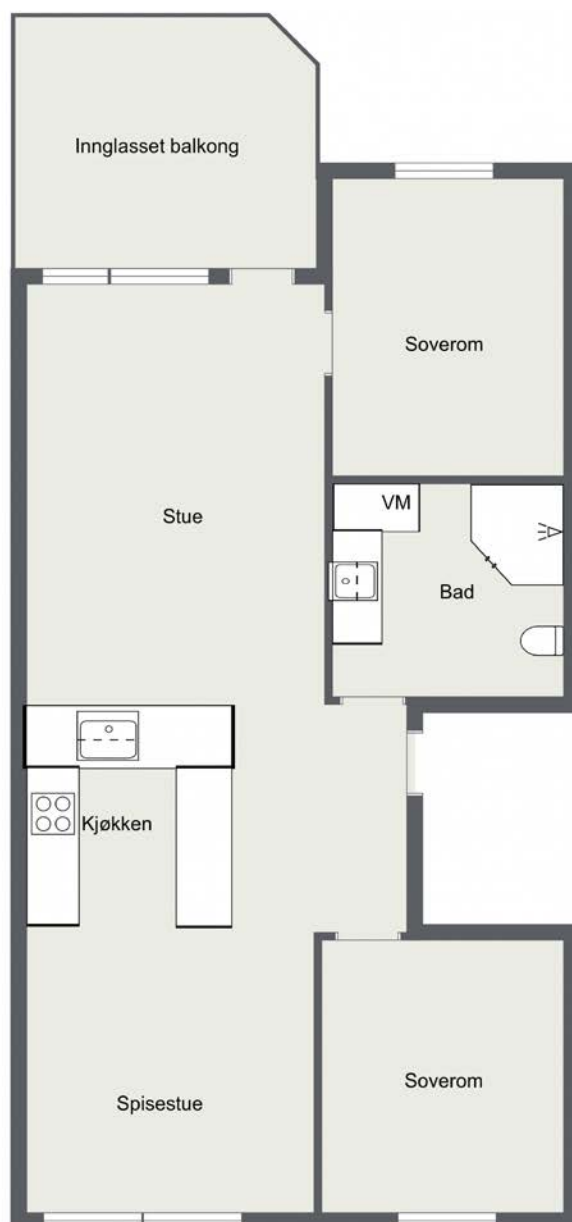 Innglasset balkong
Soverom
Stue
VM
Bad
Kjøkken
Soverom
Spisestue